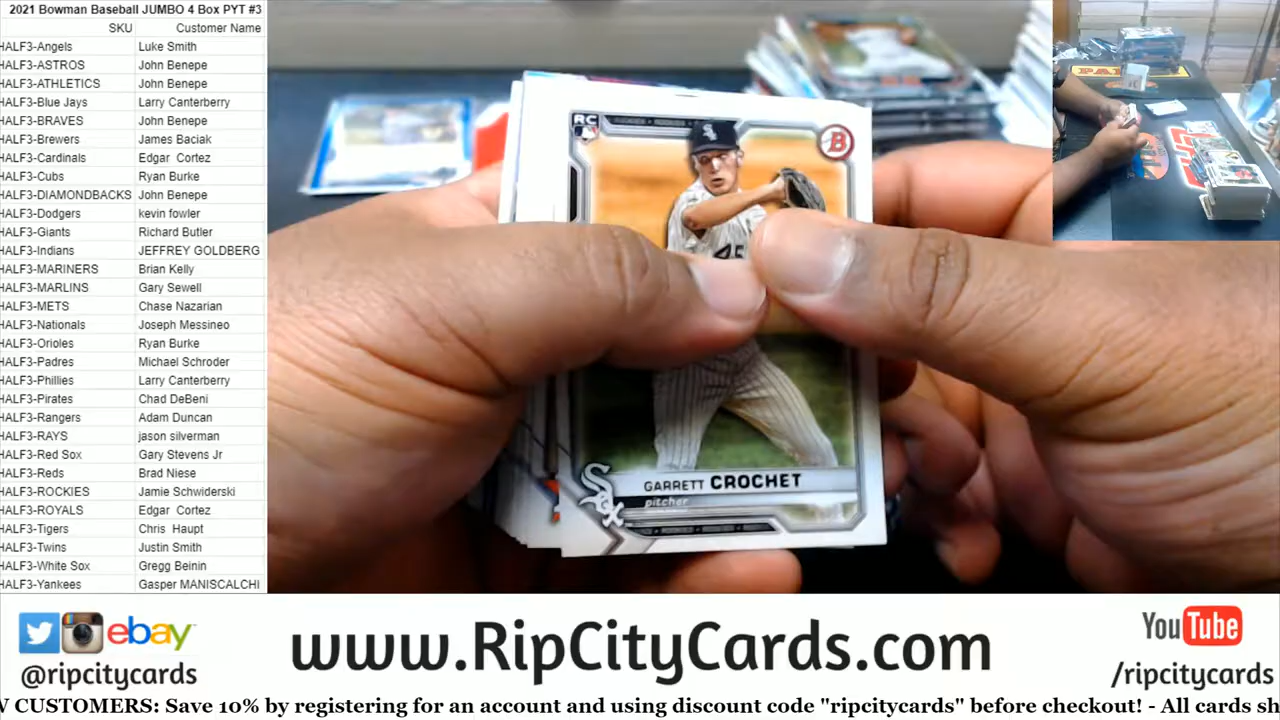 2021 Bowman Baseball JUMBO 4 Box PYT #3
SKU Customer Name
HALF3-Angels Luke Smith
HALF3-ASTROS John Benepe
HALF3-ATHLETICS John Benepe
HALF3-Blue Jays Larry Canterberry
HALF3-BRAVES John Benepe
HALF3-Brewers James Baciak
HALF3-Cardinals Edgar Cortez
HALF3-Cubs Ryan Burke
HALF3-DIAMONDBACKS John Benepe
HALF3-Dodgers kevin fowler
HALF3-Giants Richard Butler
HALF3-Indians JEFFREY GOLDBERG
HALF3-MARINERS Brian Kelly
HALF3-MARLINS Gary Sewell
HALF3-METS Chase Nazarian
HALF3-Nationals Joseph Messineo
HALF3-Orioles Ryan Burke
HALF3-Padres Michael Schroder
HALF3-Phillies Larry Canterberry
HALF3-Pirates Chad DeBeni
HALF3-Rangers Adam Duncan
HALF3-RAYS jason silverman
HALF3-Red Sox Gary Stevens Jr
HALF3-Reds Brad Niese
HALF3-ROCKIES Jamie Schwiderski
HALF3-ROYALS Edgar Cortez
HALF3-Tigers Chris Haupt
HALF3-Twins Justin Smith
HALF3-White Sox Gregg Beinin
HALF3-Yankees Gasper MANISCALCHI
RC
B
45
Sox
GARRETT CROCHET
pitcher
ebay
@ripcitycards
www.RipCityCards.com
YouTube
/ripcitycards
V CUSTOMERS: Save 10% by registering for an account and using discount code "ripcitycards" before checkout! - All cards sh